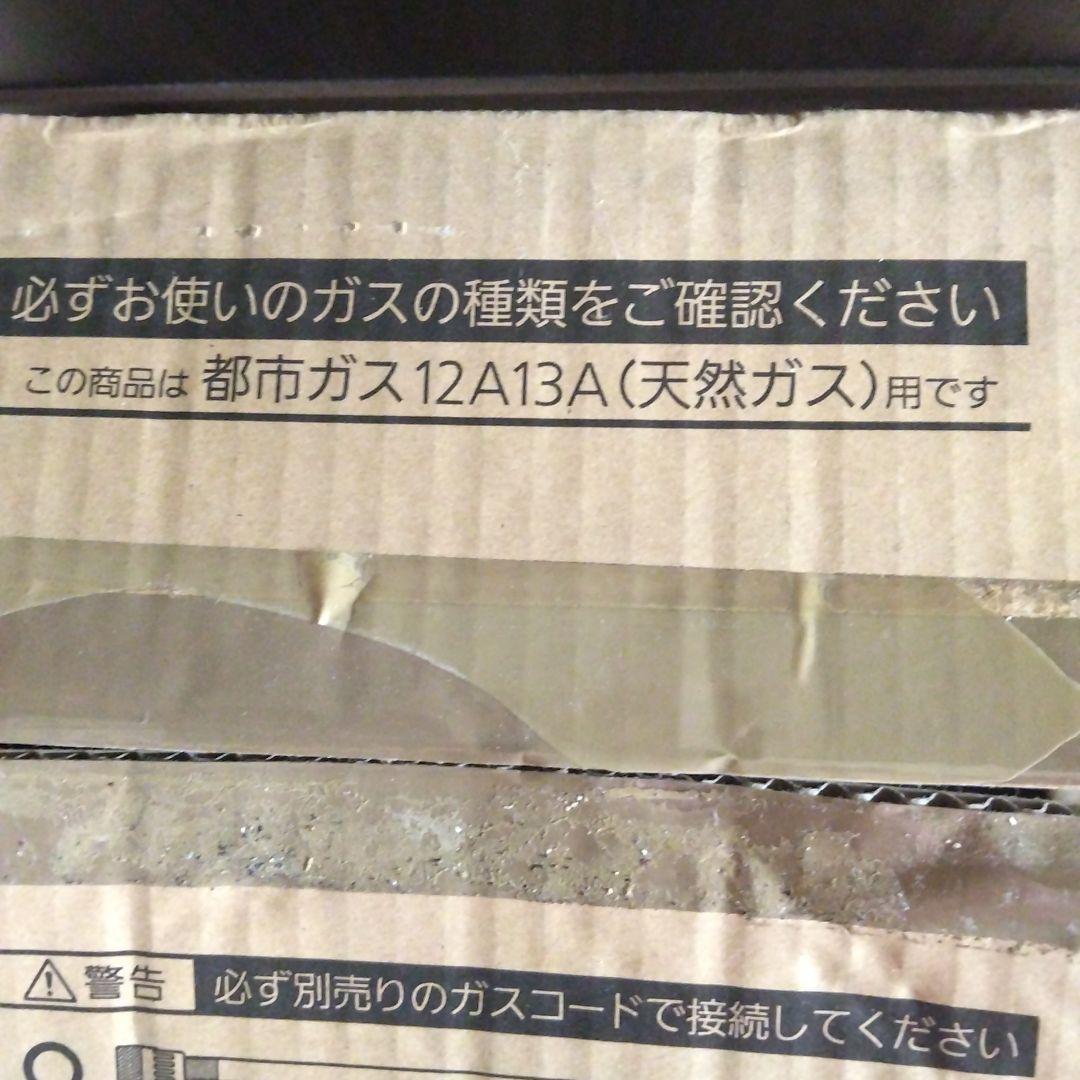 必ずお使いのガスの種類をご確認ください
この商品は 都市ガス12A13A(天然ガス)用です
警告 必ず別売りのガスコードで接続してください